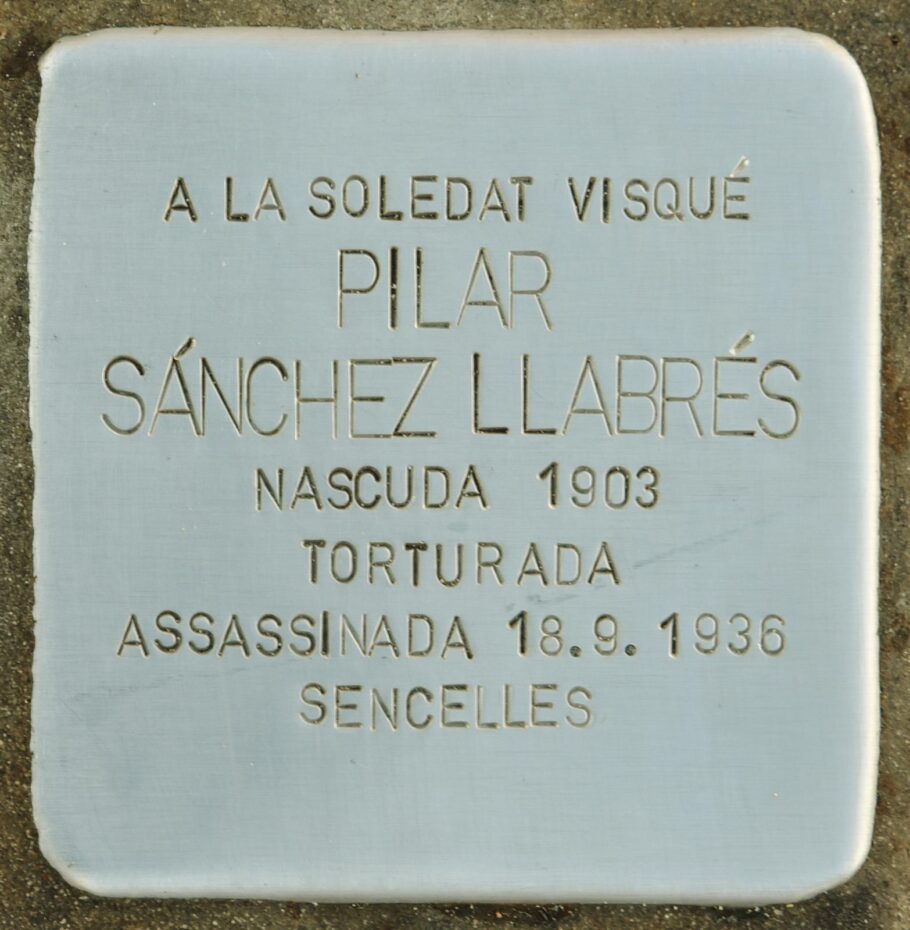 A LA SOLEDAT VISQUÉ
PILAR
SÁNCHEZ LLABRÉS
NASCUDA 1903
TORTURADA
ASSASSINADA 18.9.1936
SENCELLES